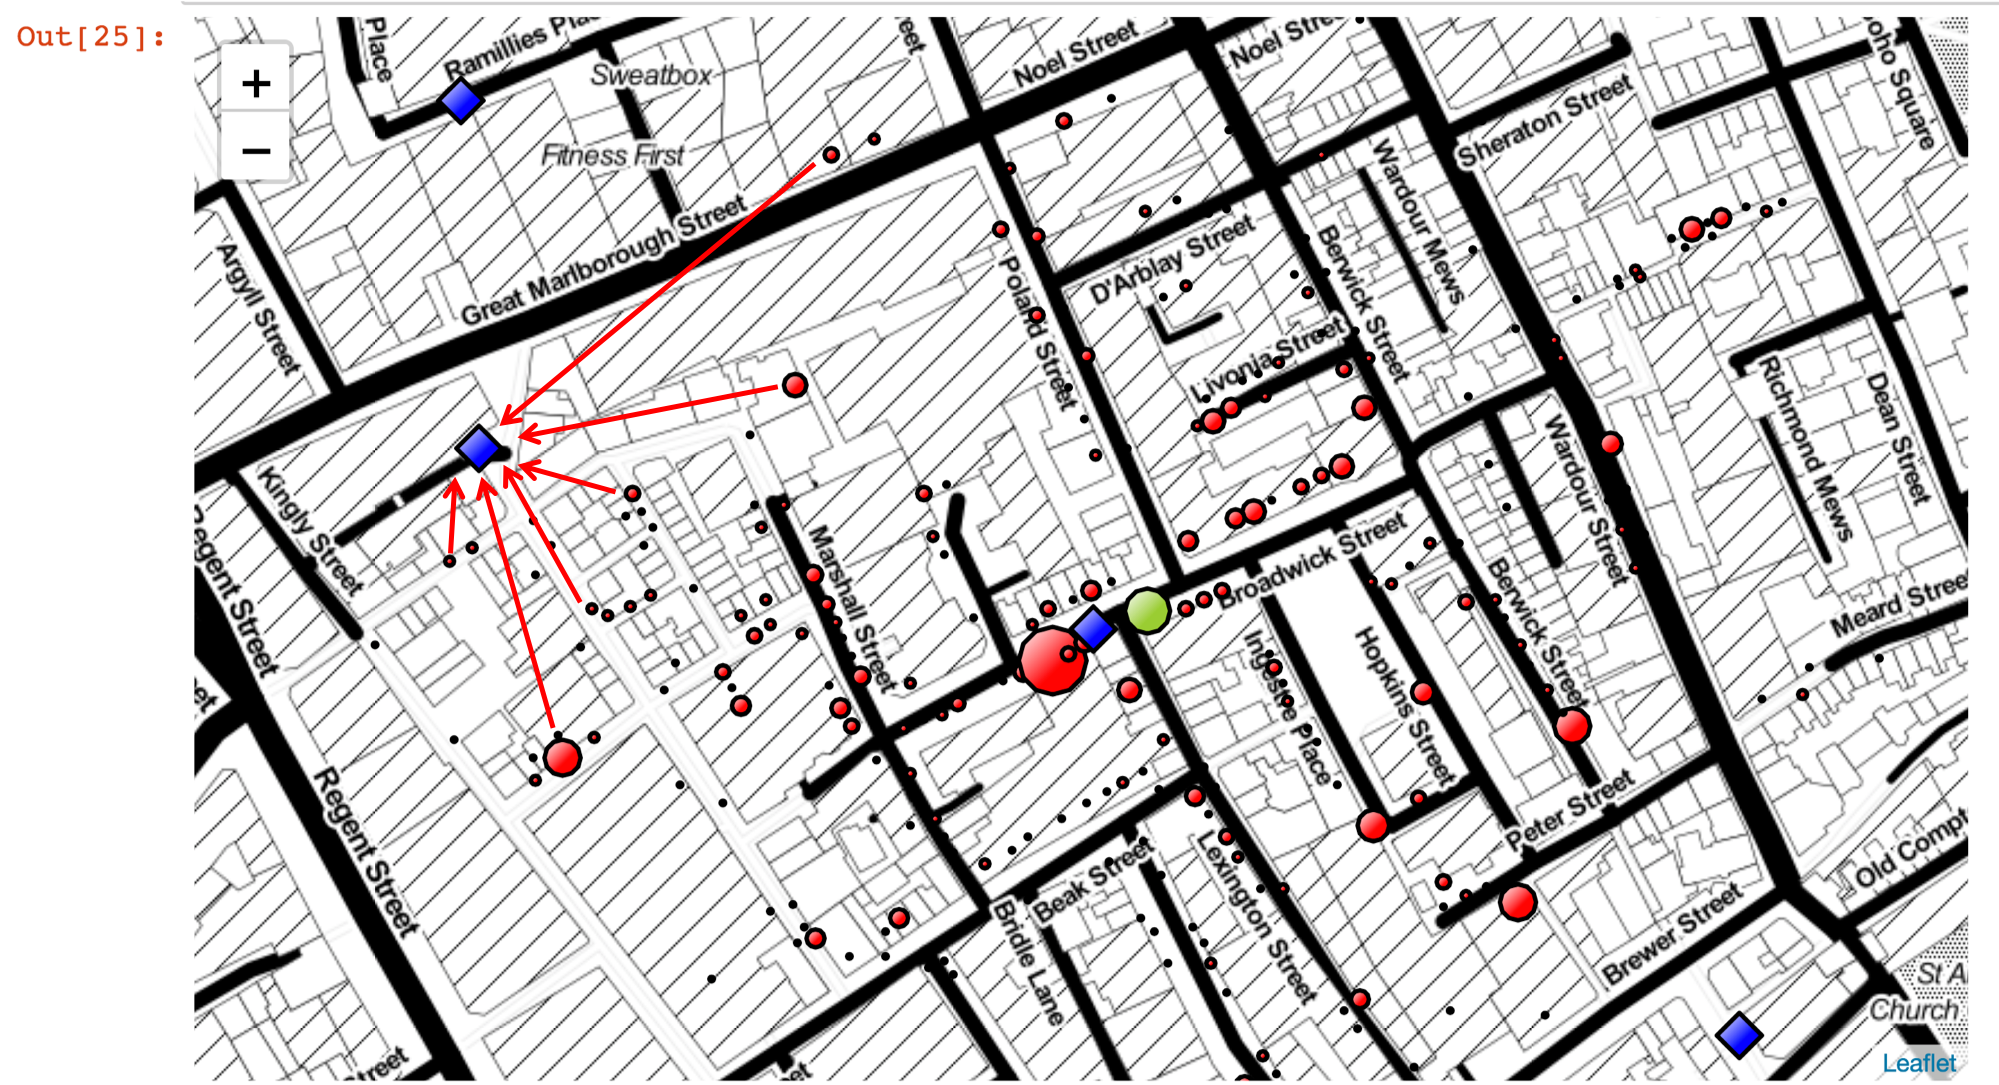 Out[25]:
+
−
Place
Ramillies Pla
Sweatbox
reet
Noel Street
Noel Stre
oho Square
Fitness First
Sheraton Street
Wardour Mews
Great Marlborough Street
Argyll Street
D'Arblay Street
Berwick Street
Poland Street
Livonia Street
Richmond Mews
Dean Street
Wardour Street
Kingly Street
Regent Street
Marshall Street
Broadwick Street
Berwick Street
Meard Street
Ingestre Place
Hopkins Street
et
Regent Street
Peter Street
Old Compt
Lexington Street
Beak Street
Bridle Lane
Brewer Street
St A
Church
treet
et
Leaflet